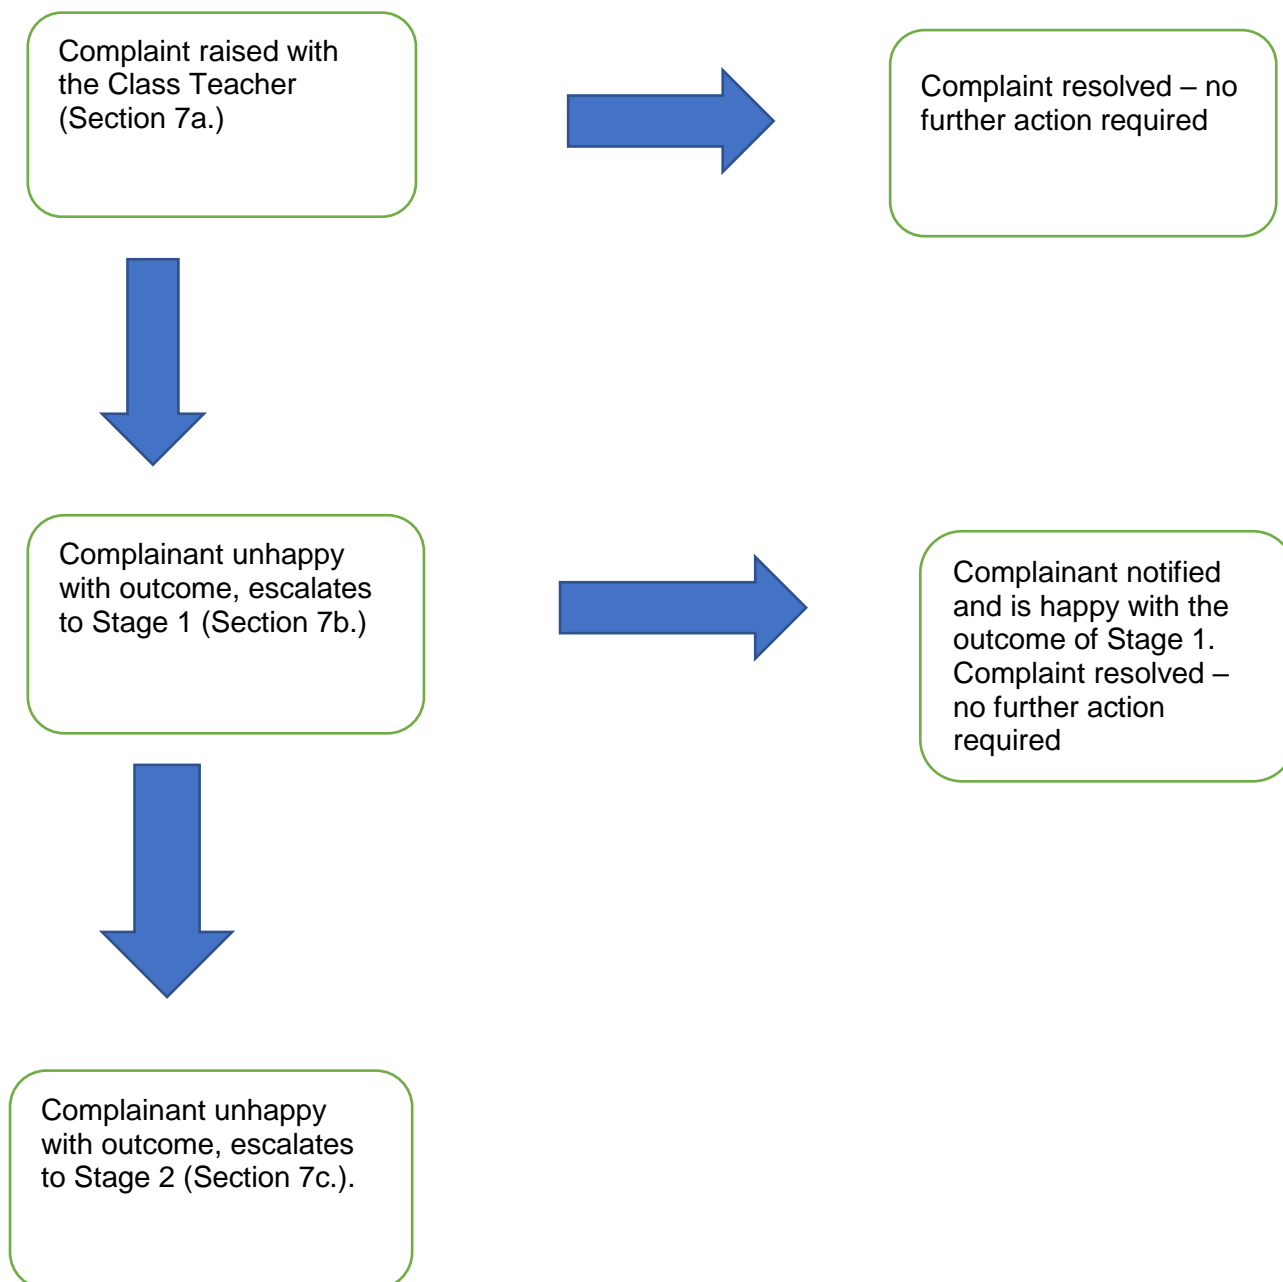 Complaint raised with
the Class Teacher
(Section 7a.)
Complaint resolved – no
further action required
Complainant unhappy
with outcome, escalates
to Stage 1 (Section 7b.)
Complainant notified
and is happy with the
outcome of Stage 1.
Complaint resolved –
no further action
required
Complainant unhappy
with outcome, escalates
to Stage 2 (Section 7c.).